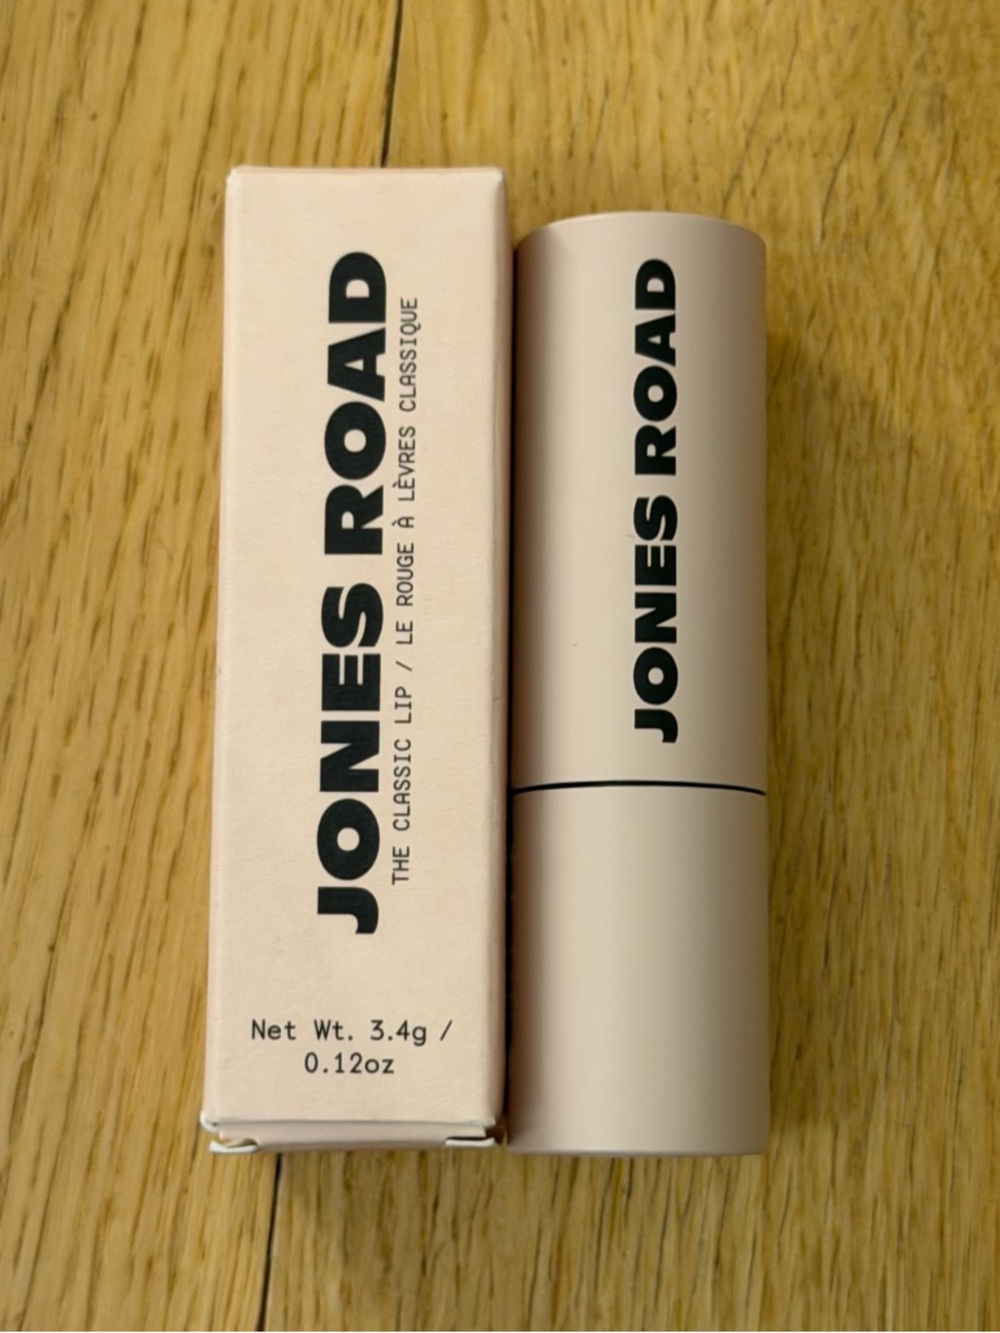 JONES ROAD
THE CLASSIC LIP / LE ROUGE À LÈVRES CLASSIQUE
Net Wt. 3.4g /
0.12oz
JONES ROAD